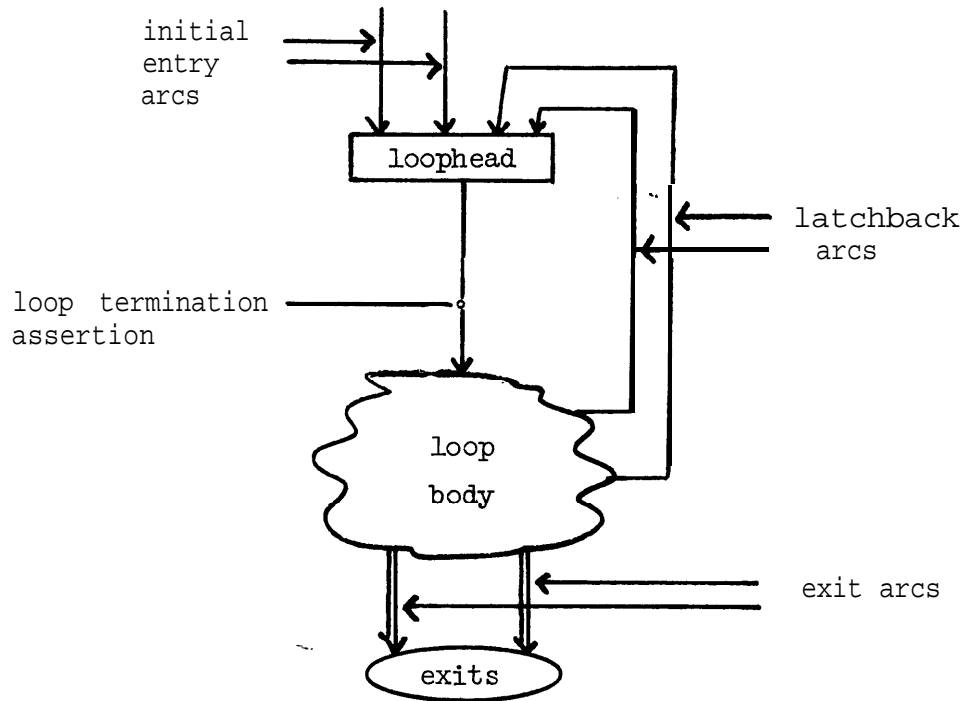 initial
entry
arcs
loophead
latchback
arcs
loop termination
assertion
loop
body
exit arcs
exits